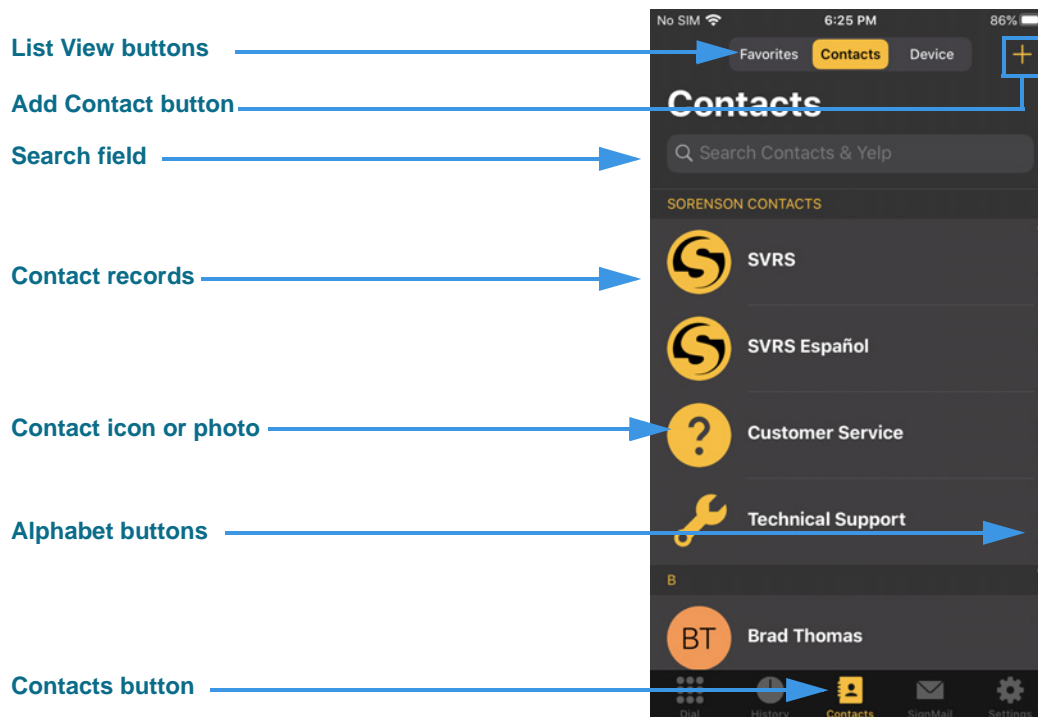 No SIM 6:25 PM 86%
List View buttons
Favorites Contacts Device
Add Contact button
Contacts
Search field
Search Contacts & Yelp
SORENSON CONTACTS
Contact records
SVRS
SVRS Español
Contact icon or photo
Customer Service
Alphabet buttons
Technical Support
B
BT Brad Thomas
Contacts button
Dial History Contacts SignMail Settings